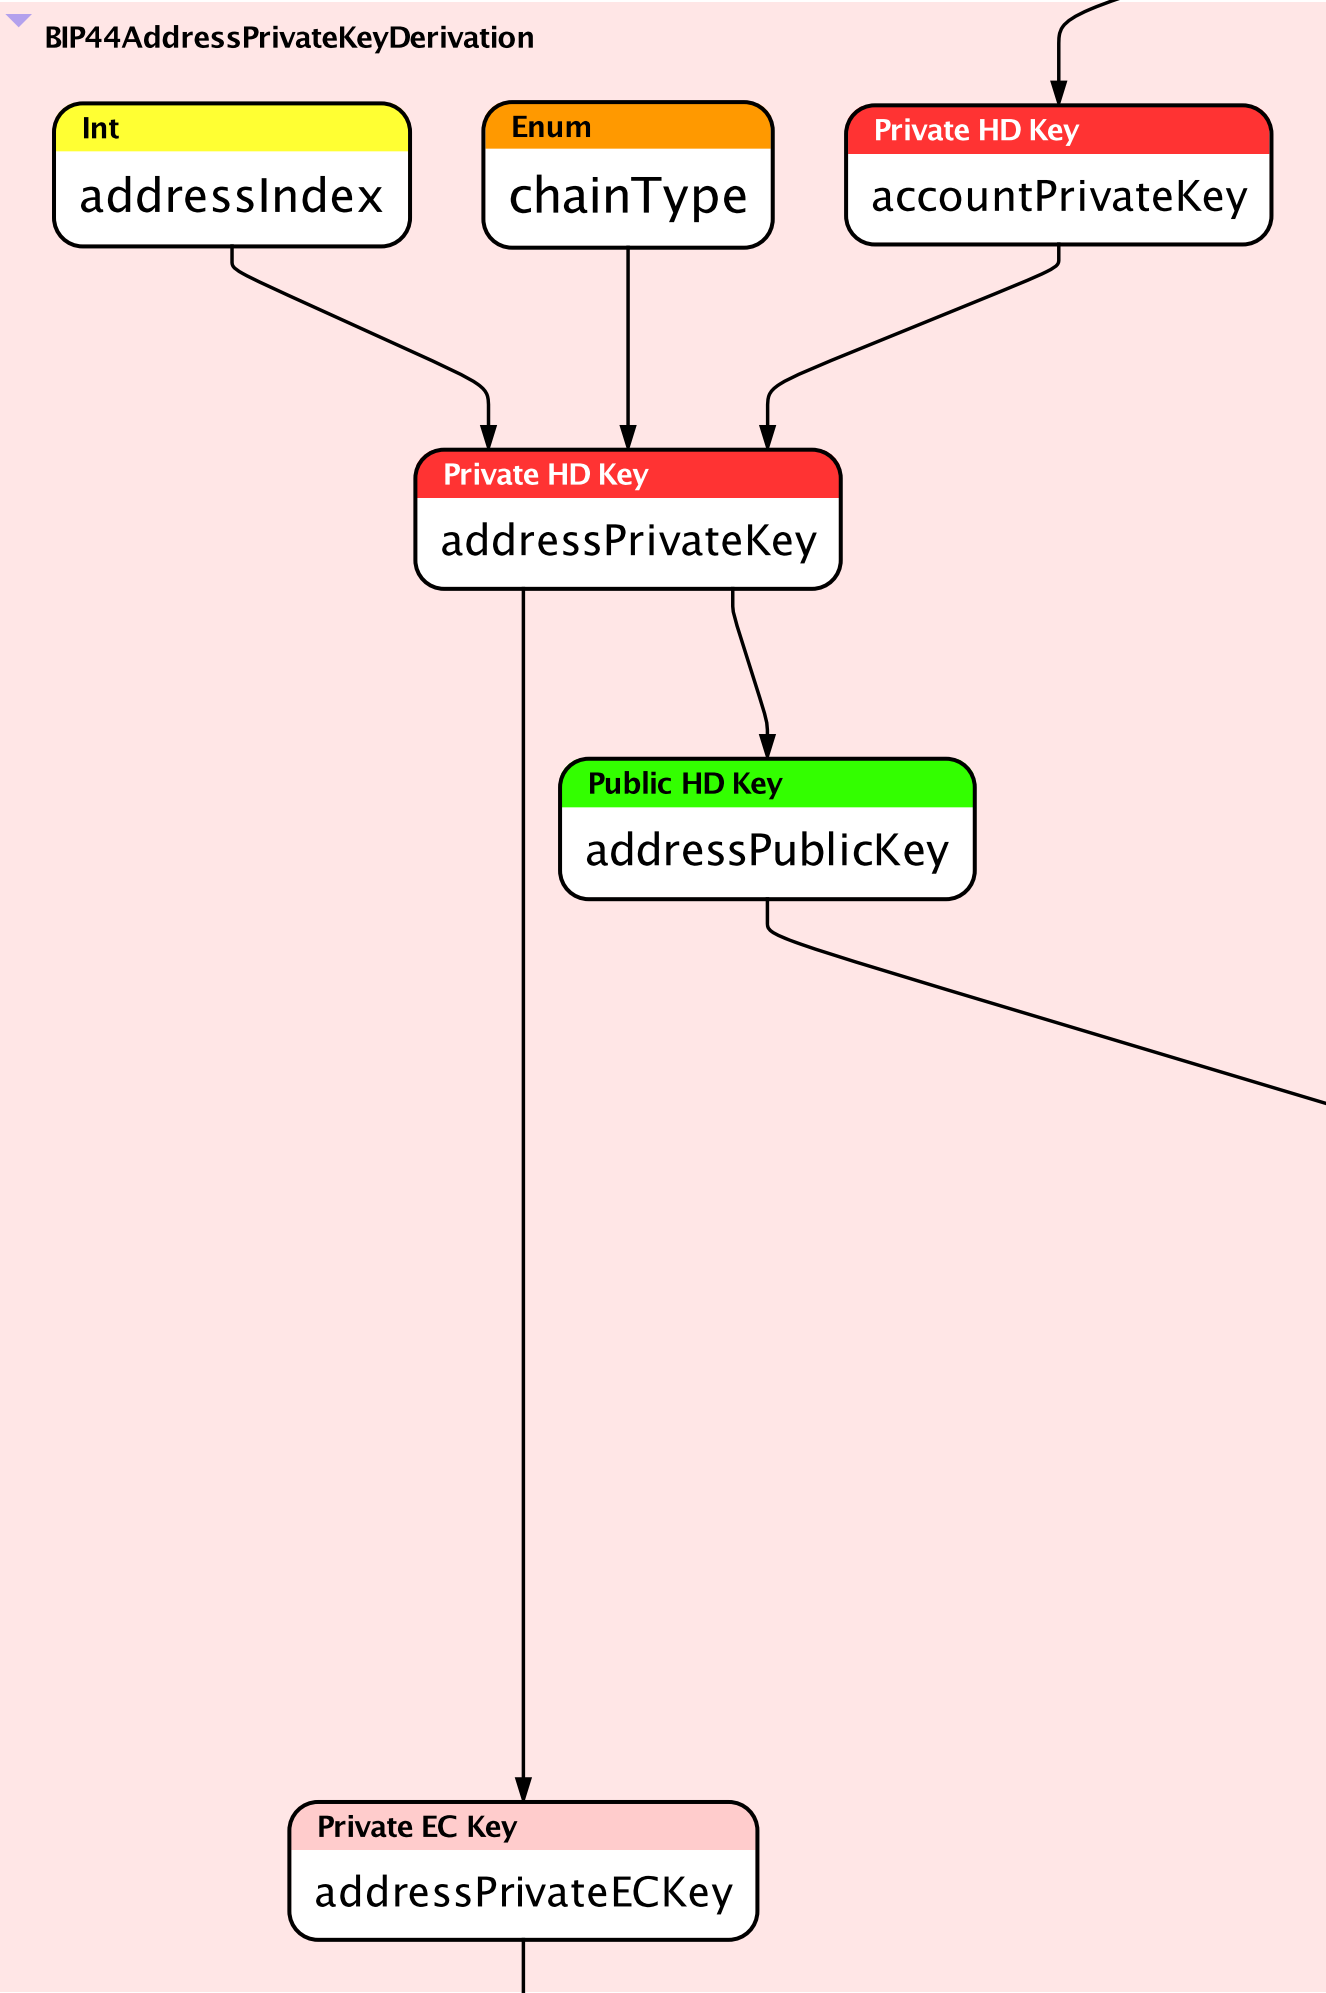 BIP44AddressPrivateKeyDerivation
Int
addressIndex
Enum
chainType
Private HD Key
accountPrivateKey
Private HD Key
addressPrivateKey
Public HD Key
addressPublicKey
Private EC Key
addressPrivateECKey